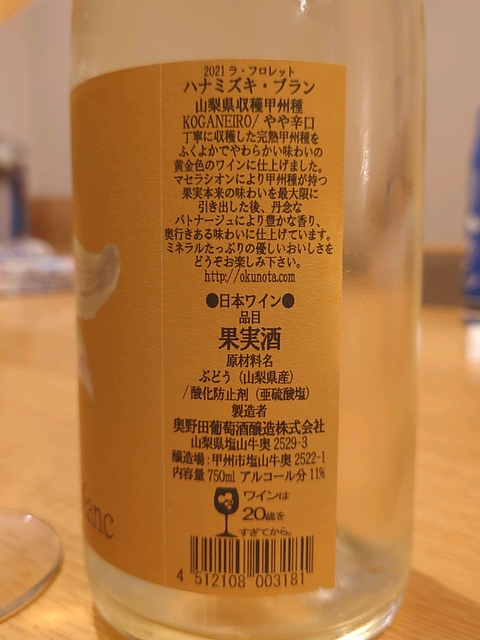 2021 ラ・フロレット
ハナミズキ・ブラン
山梨県収穫甲州種
KOGANEIRO/ やや辛口
丁寧に収穫した完熟甲州種を
ふくよかでやわらかい味わいの
黄金色のワインに仕上げました。
マセラシオンにより甲州種が持つ
果実本来の味わいを最大限に
引き出した後、丹念な
バトナージュにより豊かな香り、
奥行きある味わいに仕上げています。
ミネラルたっぷりの優しいおいしさを
どうぞお楽しみ下さい。
http://okunota.com
●日本ワイン●
品目
果実酒
原材料名
ぶどう（山梨県産）
/酸化防止剤（亜硫酸塩）
製造者
奥野田葡萄酒醸造株式会社
山梨県塩山牛奥 2529-3
醸造場：甲州市塩山牛奥 2522-1
内容量 750ml アルコール分 11%
ワインは
20歳を
すぎてから。
4 512108 003181
anc